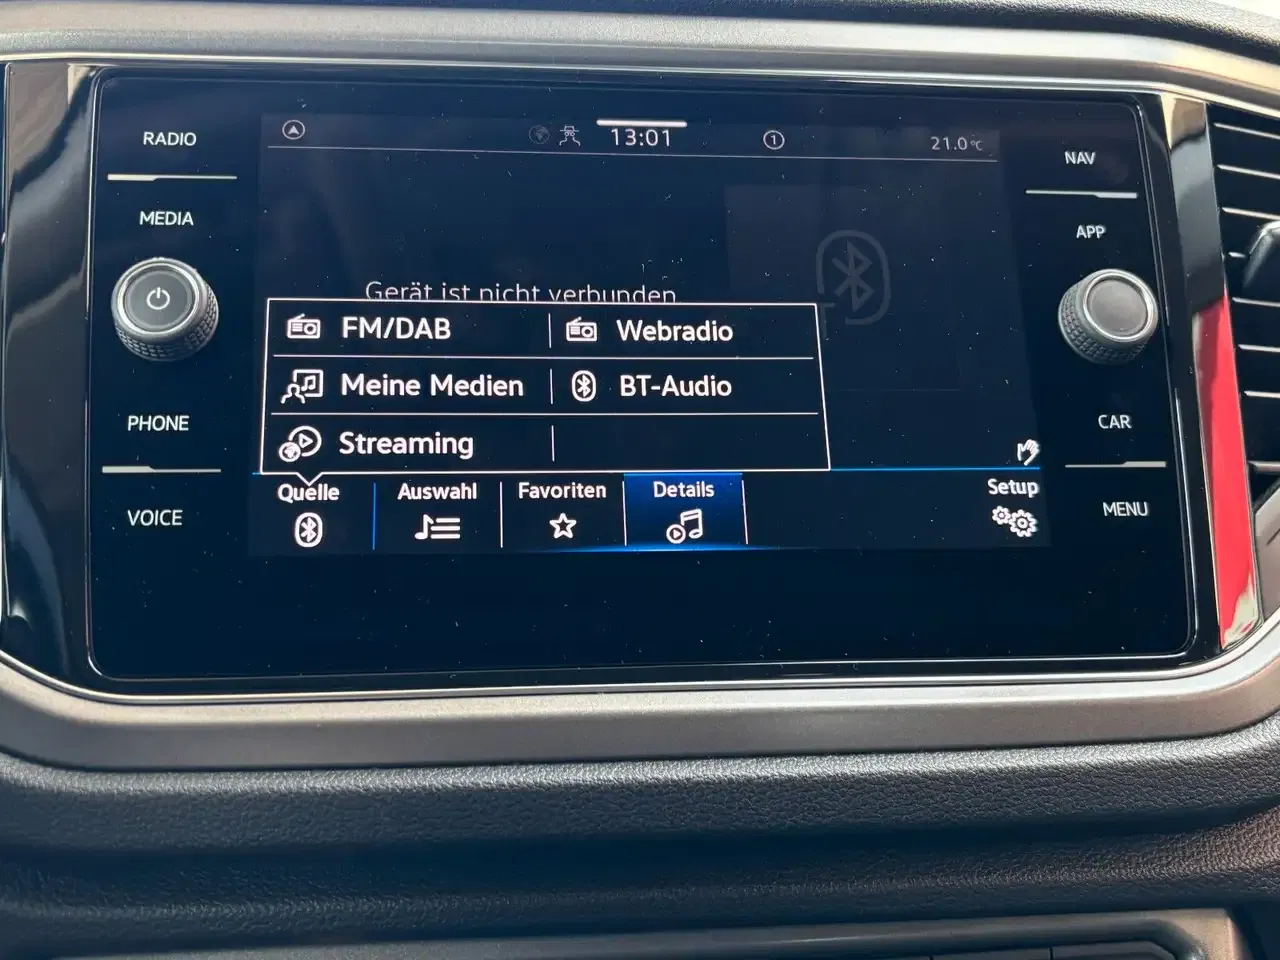 RADIO
MEDIA
PHONE
VOICE
13:01
1
21.0°C
Gerät ist nicht verbunden
FM/DAB
Webradio
Meine Medien
BT-Audio
Streaming
Quelle
Auswahl
Favoriten
Details
Setup
NAV
APP
CAR
MENU